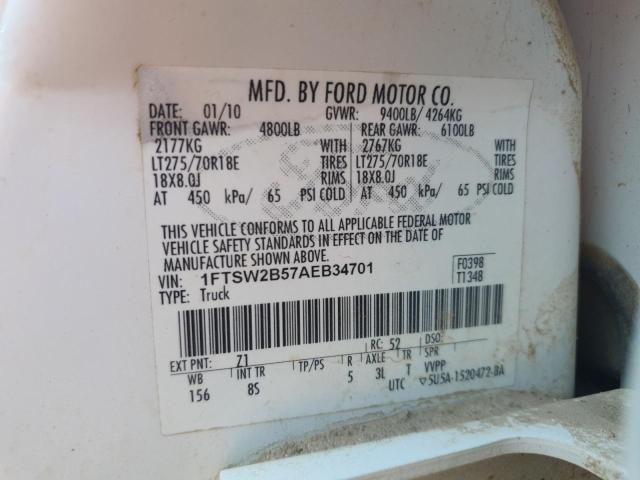 MFD. BY FORD MOTOR CO.
DATE: 01/10 GVWR: 9400LB/ 4264KG
FRONT GAWR: 4800LB REAR GAWR: 6100LB
2177KG WITH 2767KG WITH
LT275/70R18E TIRES LT275/70R18E TIRES
18X8.0J RIMS 18X8.0J RIMS
AT 450 kPa/ 65 PSI COLD AT 450 kPa/ 65 PSI COLD
THIS VEHICLE CONFORMS TO ALL APPLICABLE FEDERAL MOTOR
VEHICLE SAFETY STANDARDS IN EFFECT ON THE DATE OF
MANUFACTURE SHOWN ABOVE.
VIN: 1FTSW2B57AEB34701 F0398
TYPE: Truck T1348
EXT PNT: Z1 RC: 52 DSO:
WB INT TR TP/PS R AXLE TR SPR
156 8S 5 3L T VVPP
UTC ▽5U5A-1520472-BA